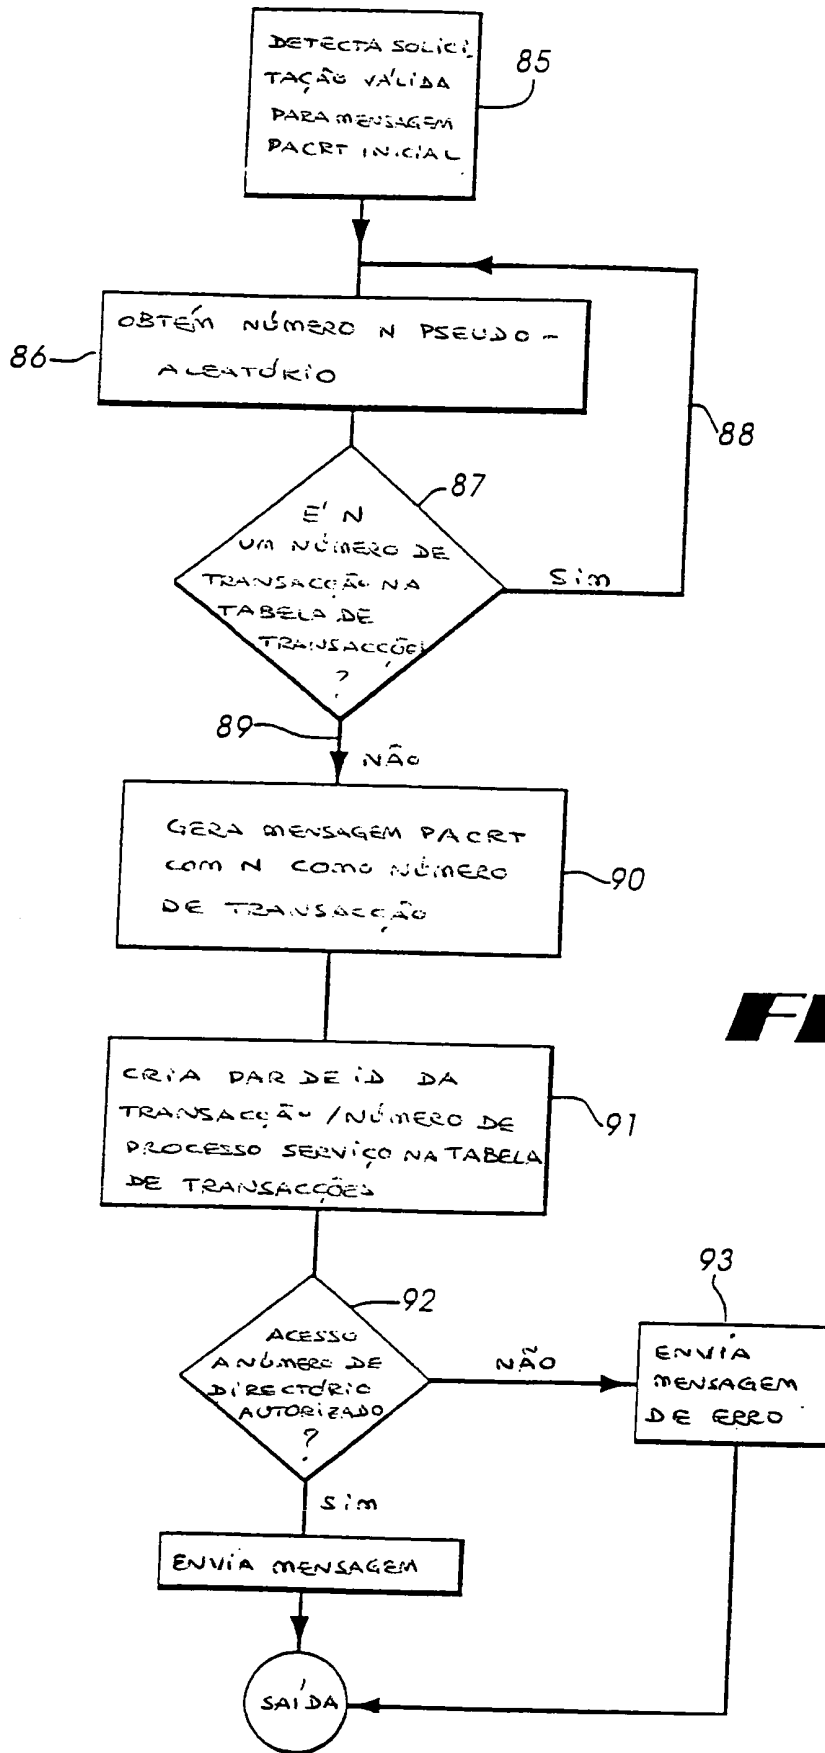 DETECTA SOLICI-
TAÇÃO VÁLIDA
PARA MENSAGEM
PACRT INICIAL
85
OBTÉM NÚMERO N PSEUDO-
ALEATÓRIO
86
88
87
É N
UM NÚMERO DE
TRANSACÇÃO NA
TABELA DE
TRANSACÇÕES
?
SIM
89
NÃO
GERA MENSAGEM PACRT
COM N COMO NÚMERO
DE TRANSACÇÃO
90
CRIA PAR DE ID DA
TRANSACÇÃO/NÚMERO DE
PROCESSO SERVIÇO NA TABELA
DE TRANSACÇÕES
91
92
ACESSO
A NÚMERO DE
DIRECTÓRIO
AUTORIZADO
?
NÃO
93
ENVIA
MENSAGEM
DE ERRO
SIM
ENVIA MENSAGEM
SAÍDA